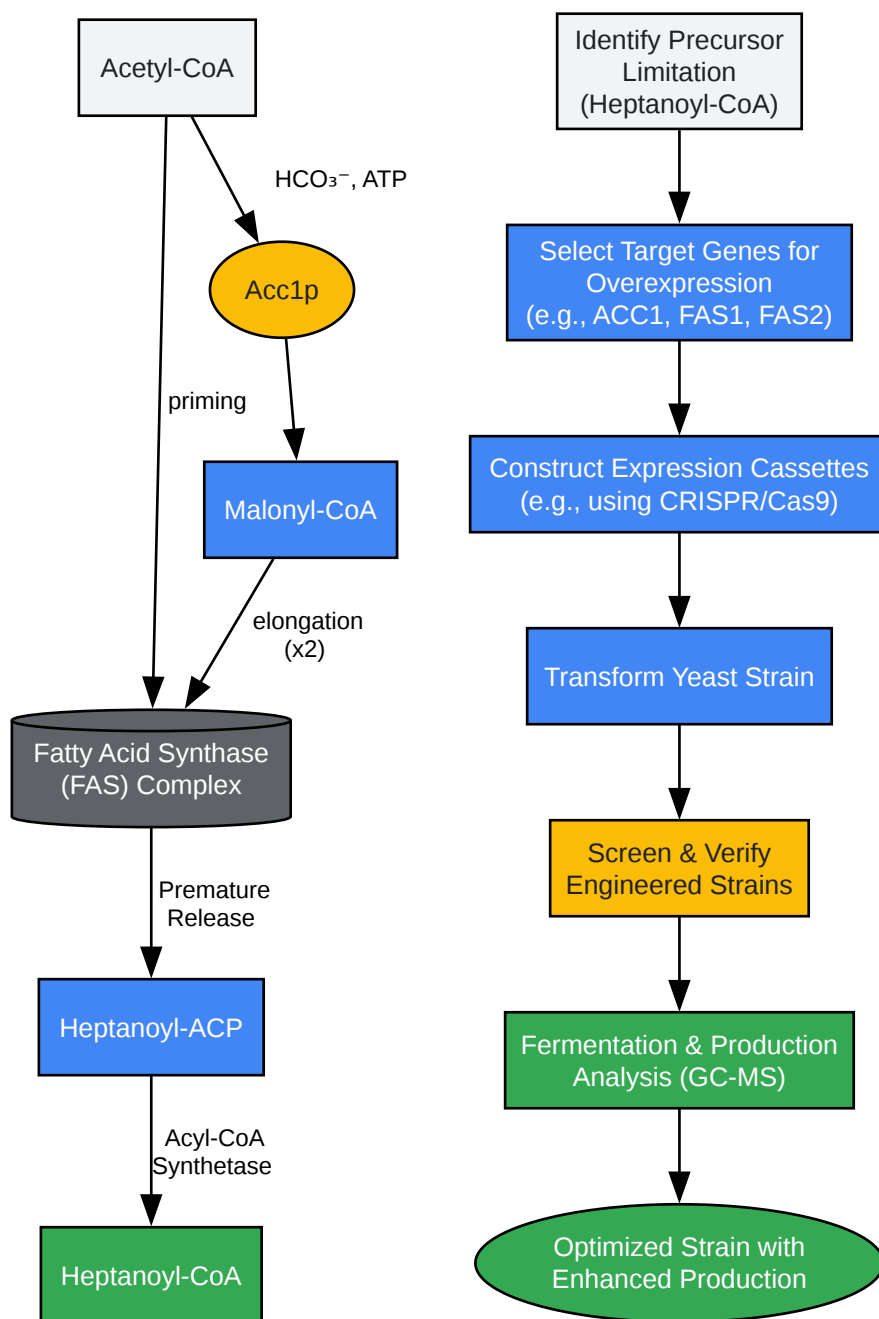 Acetyl-CoA
HCO₃⁻, ATP
Acc1p
priming
Malonyl-CoA
elongation
(x2)
Fatty Acid Synthase
(FAS) Complex
Premature
Release
Heptanoyl-ACP
Acyl-CoA
Synthetase
Heptanoyl-CoA
Identify Precursor
Limitation
(Heptanoyl-CoA)
Select Target Genes for
Overexpression
(e.g., ACC1, FAS1, FAS2)
Construct Expression Cassettes
(e.g., using CRISPR/Cas9)
Transform Yeast Strain
Screen & Verify
Engineered Strains
Fermentation & Production
Analysis (GC-MS)
Optimized Strain with
Enhanced Production